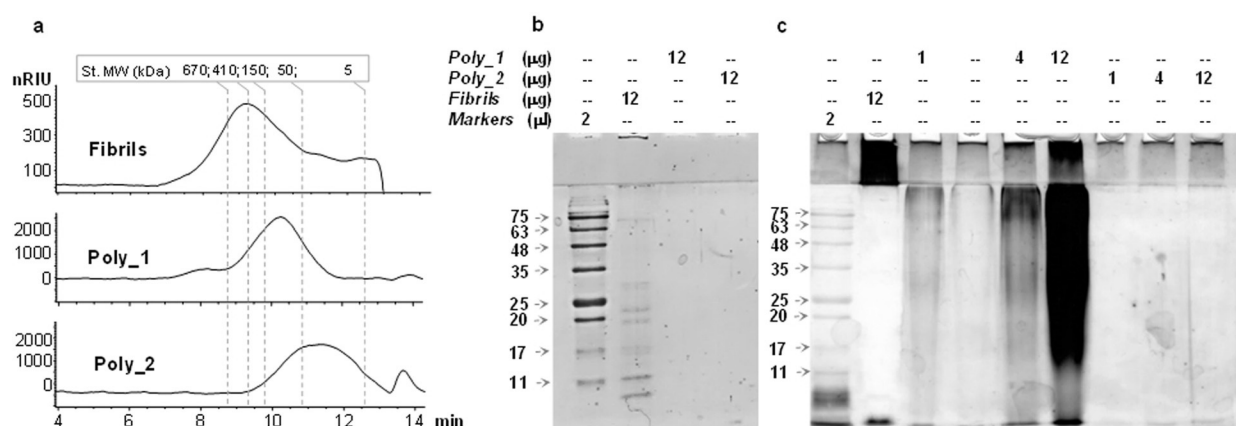 a
nRIU
St. MW (kDa) 670; 410; 150; 50; 5
500
300
100
Fibrils
2000
1000
0
Poly_1
2000
1000
0
Poly_2
4 6 8 10 12 14 min
b
Poly_1 (µg) -- -- 12 --
Poly_2 (µg) -- -- -- 12
Fibrils (µg) -- 12 -- --
Markers (µl) 2 -- -- --
75
63
48
35
25
20
17
11
c
-- -- 1 -- 4 12 -- -- --
-- -- -- -- -- -- 1 4 12
-- 12 -- -- -- -- -- -- --
2 -- -- -- -- -- -- -- --
75
63
48
35
25
20
17
11